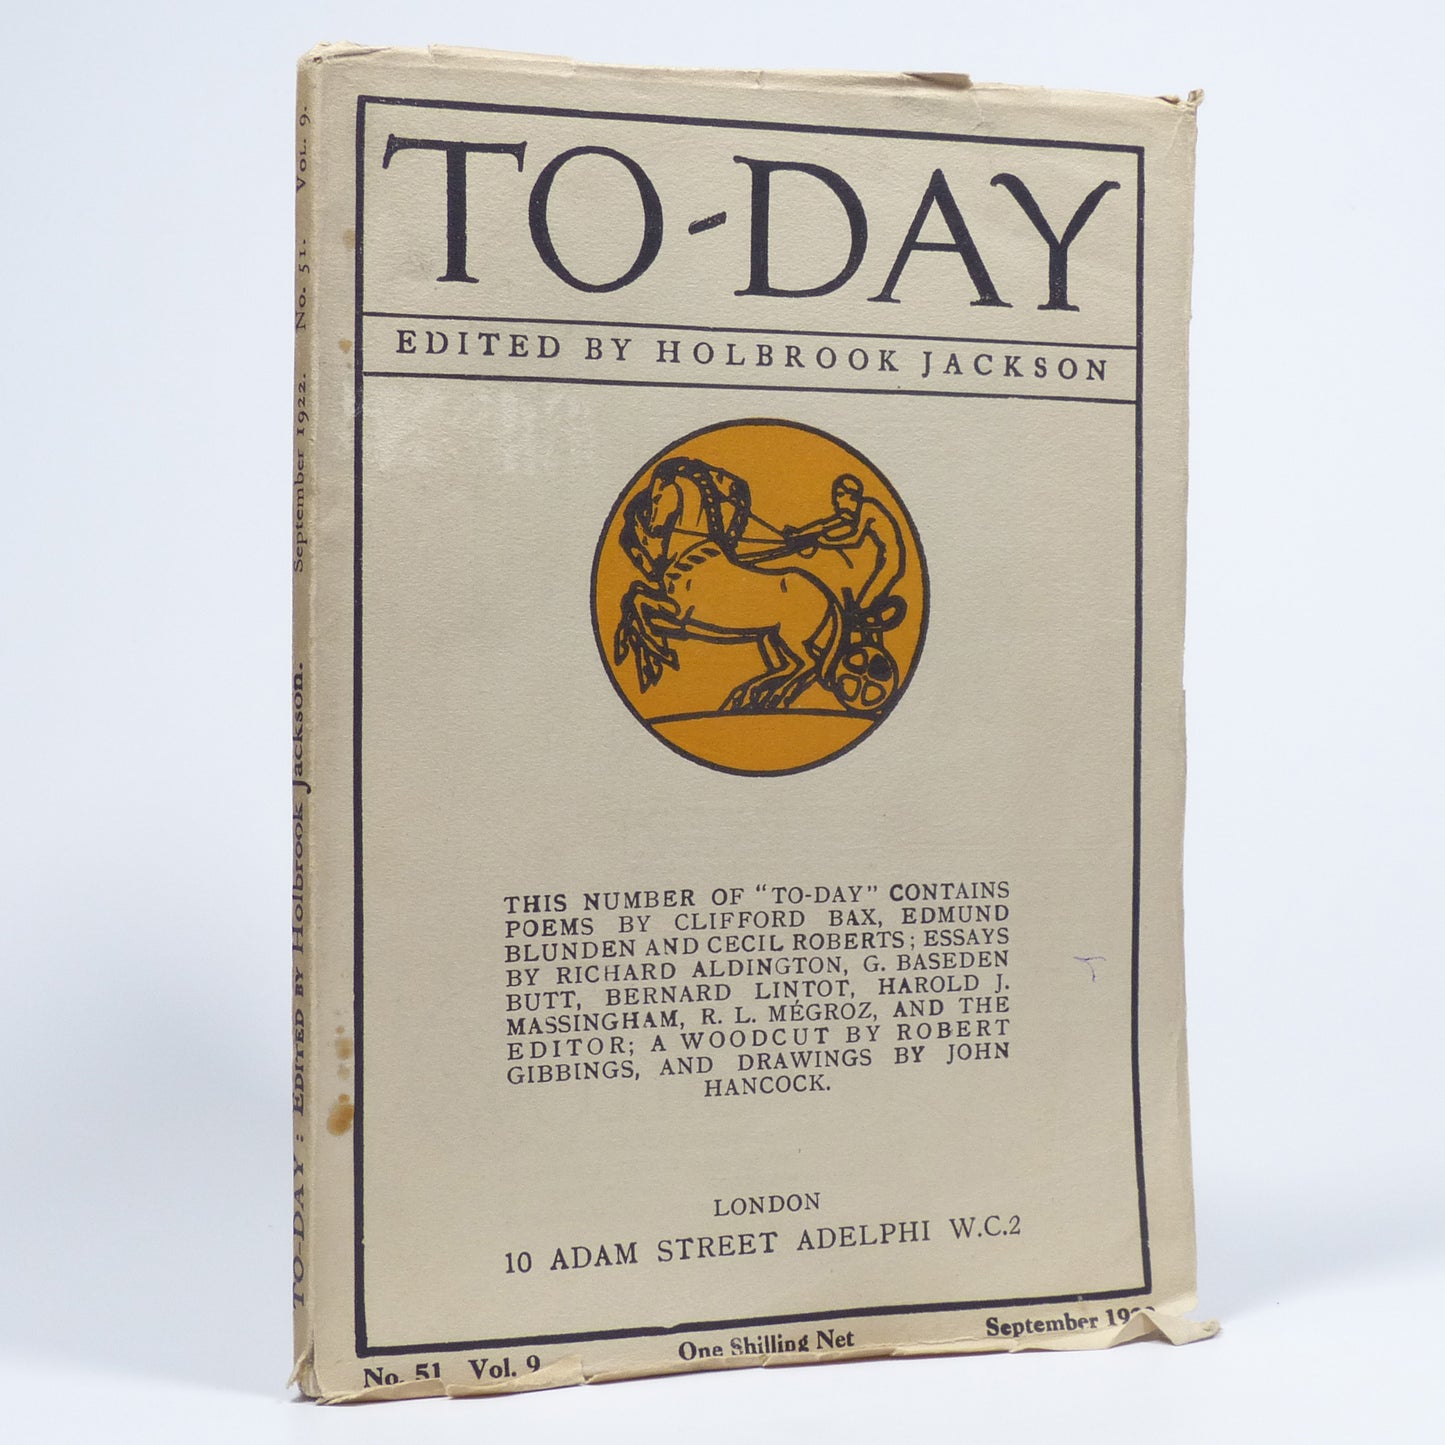 TO-DAY
EDITED BY HOLBROOK JACKSON
THIS NUMBER OF "TO-DAY" CONTAINS
POEMS BY CLIFFORD BAX, EDMUND
BLUNDEN AND CECIL ROBERTS; ESSAYS
BY RICHARD ALDINGTON, G. BASEDEN
BUTT, BERNARD LINTOT, HAROLD J.
MASSINGHAM, R. L. MÉGROZ, AND THE
EDITOR; A WOODCUT BY ROBERT
GIBBINGS, AND DRAWINGS BY JOHN
HANCOCK.
LONDON
10 ADAM STREET ADELPHI W.C.2
No. 51 Vol. 9 One Shilling Net September
TO-DAY : EDITED BY Holbrook Jackson. September 1922. No. 51. VOL. 9.